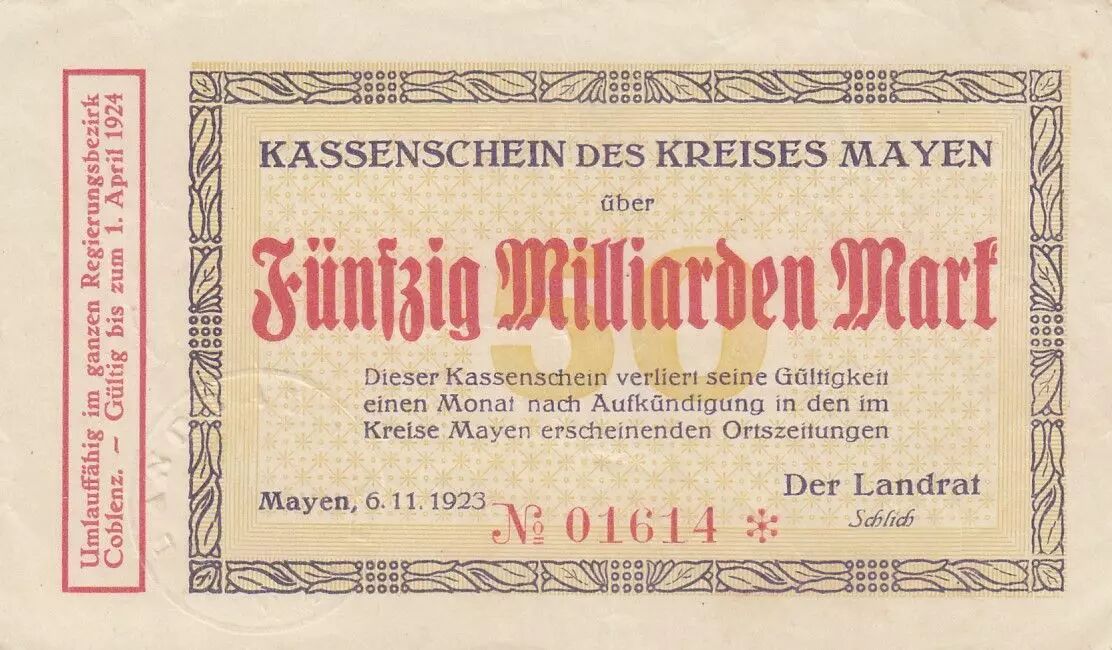 KASSENSCHEIN DES KREISES MAYEN
über
50
Fünfzig Milliarden Mark
Dieser Kassenschein verliert seine Gültigkeit
einen Monat nach Aufkündigung in den im
Kreise Mayen erscheinenden Ortszeitungen
Mayen, 6.11.1923
Der Landrat
Schlich
№ 01614 *
Umlauffähig im ganzen Regierungsbezirk
Coblenz. – Gültig bis zum 1. April 1924